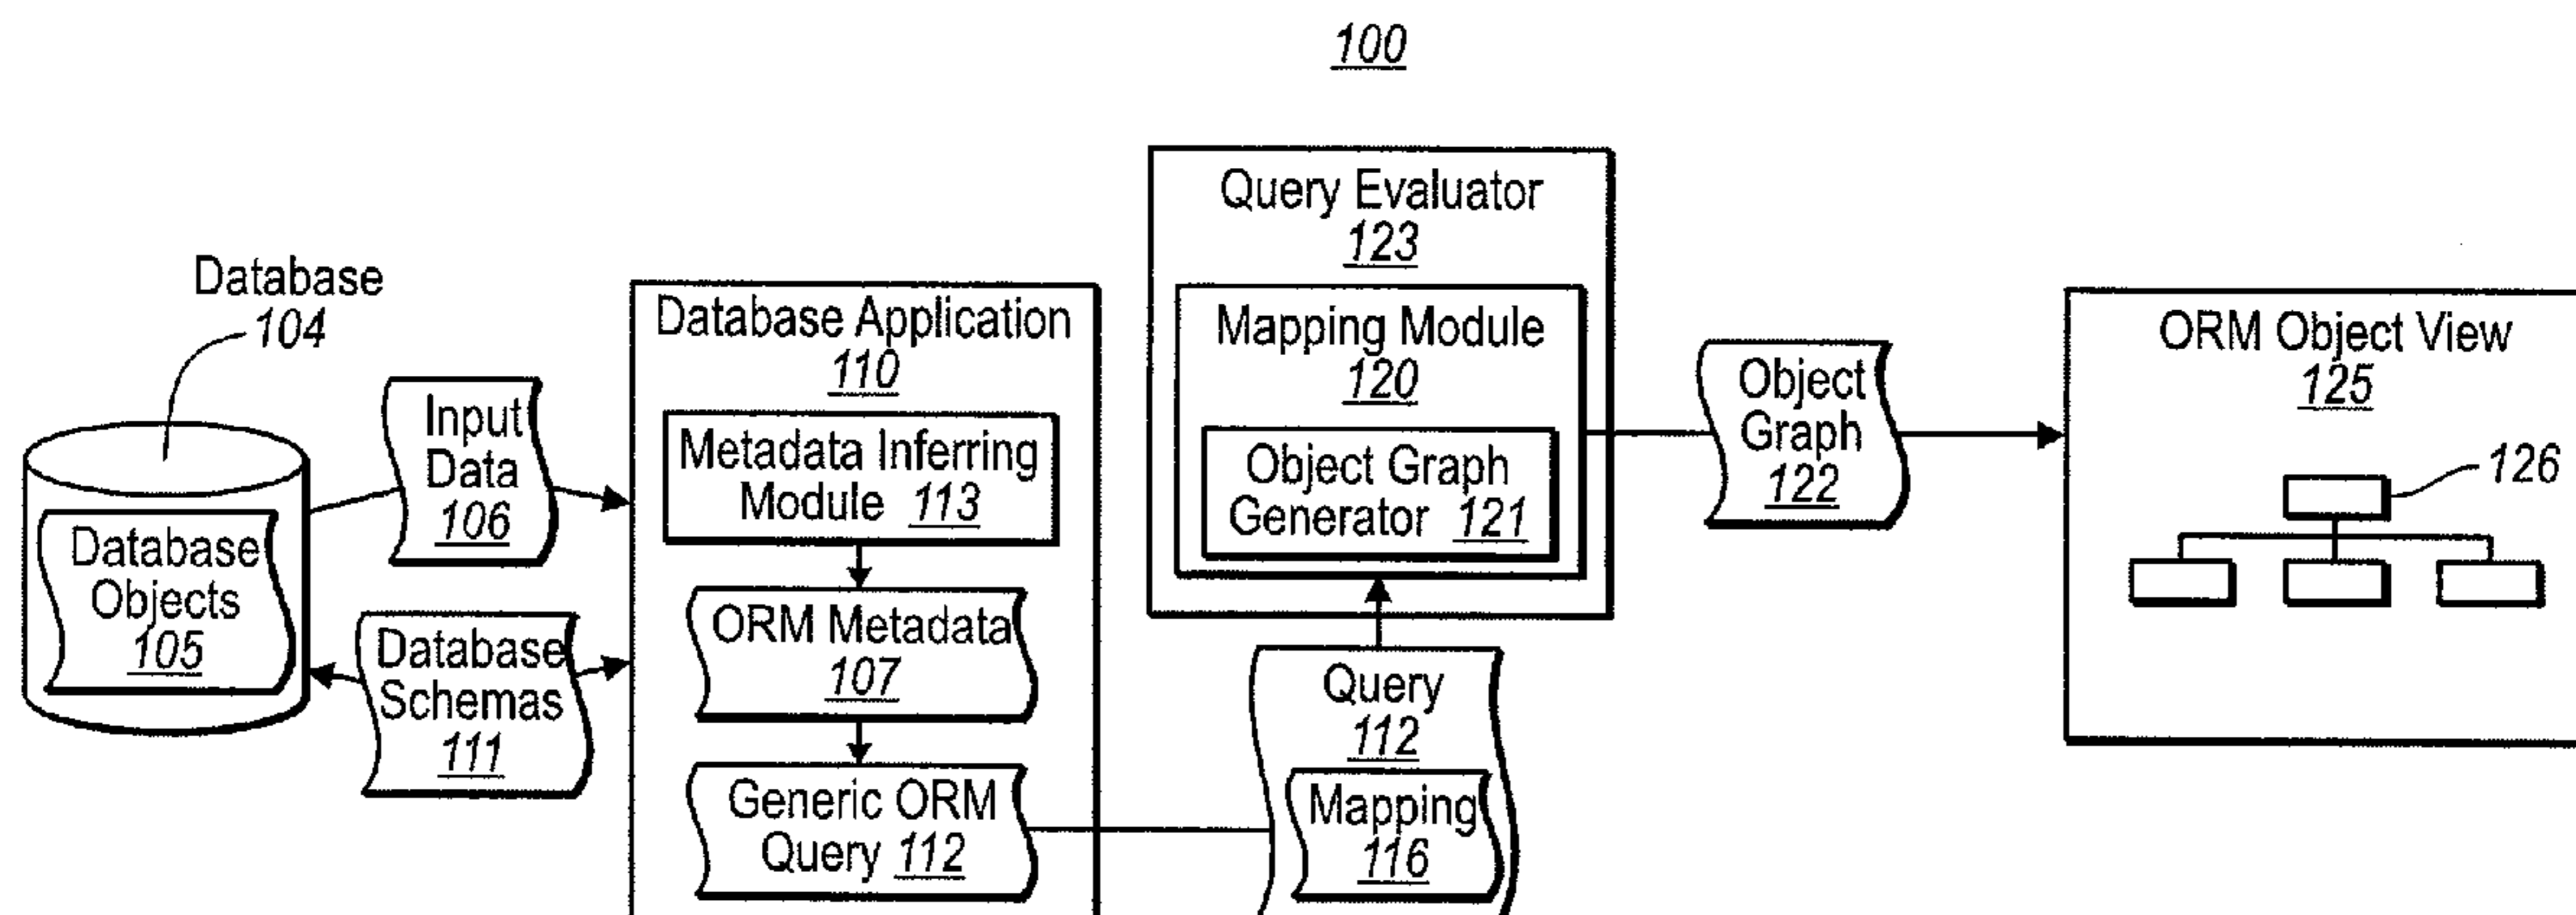 100
Database
104
Database
Objects
105
Input
Data
106
Database
Schemas
111
Database Application
110
Metadata Inferring
Module 113
ORM Metadata
107
Generic ORM
Query 112
Query Evaluator
123
Mapping Module
120
Object Graph
Generator 121
Query
112
Mapping
116
Object
Graph
122
ORM Object View
125
126